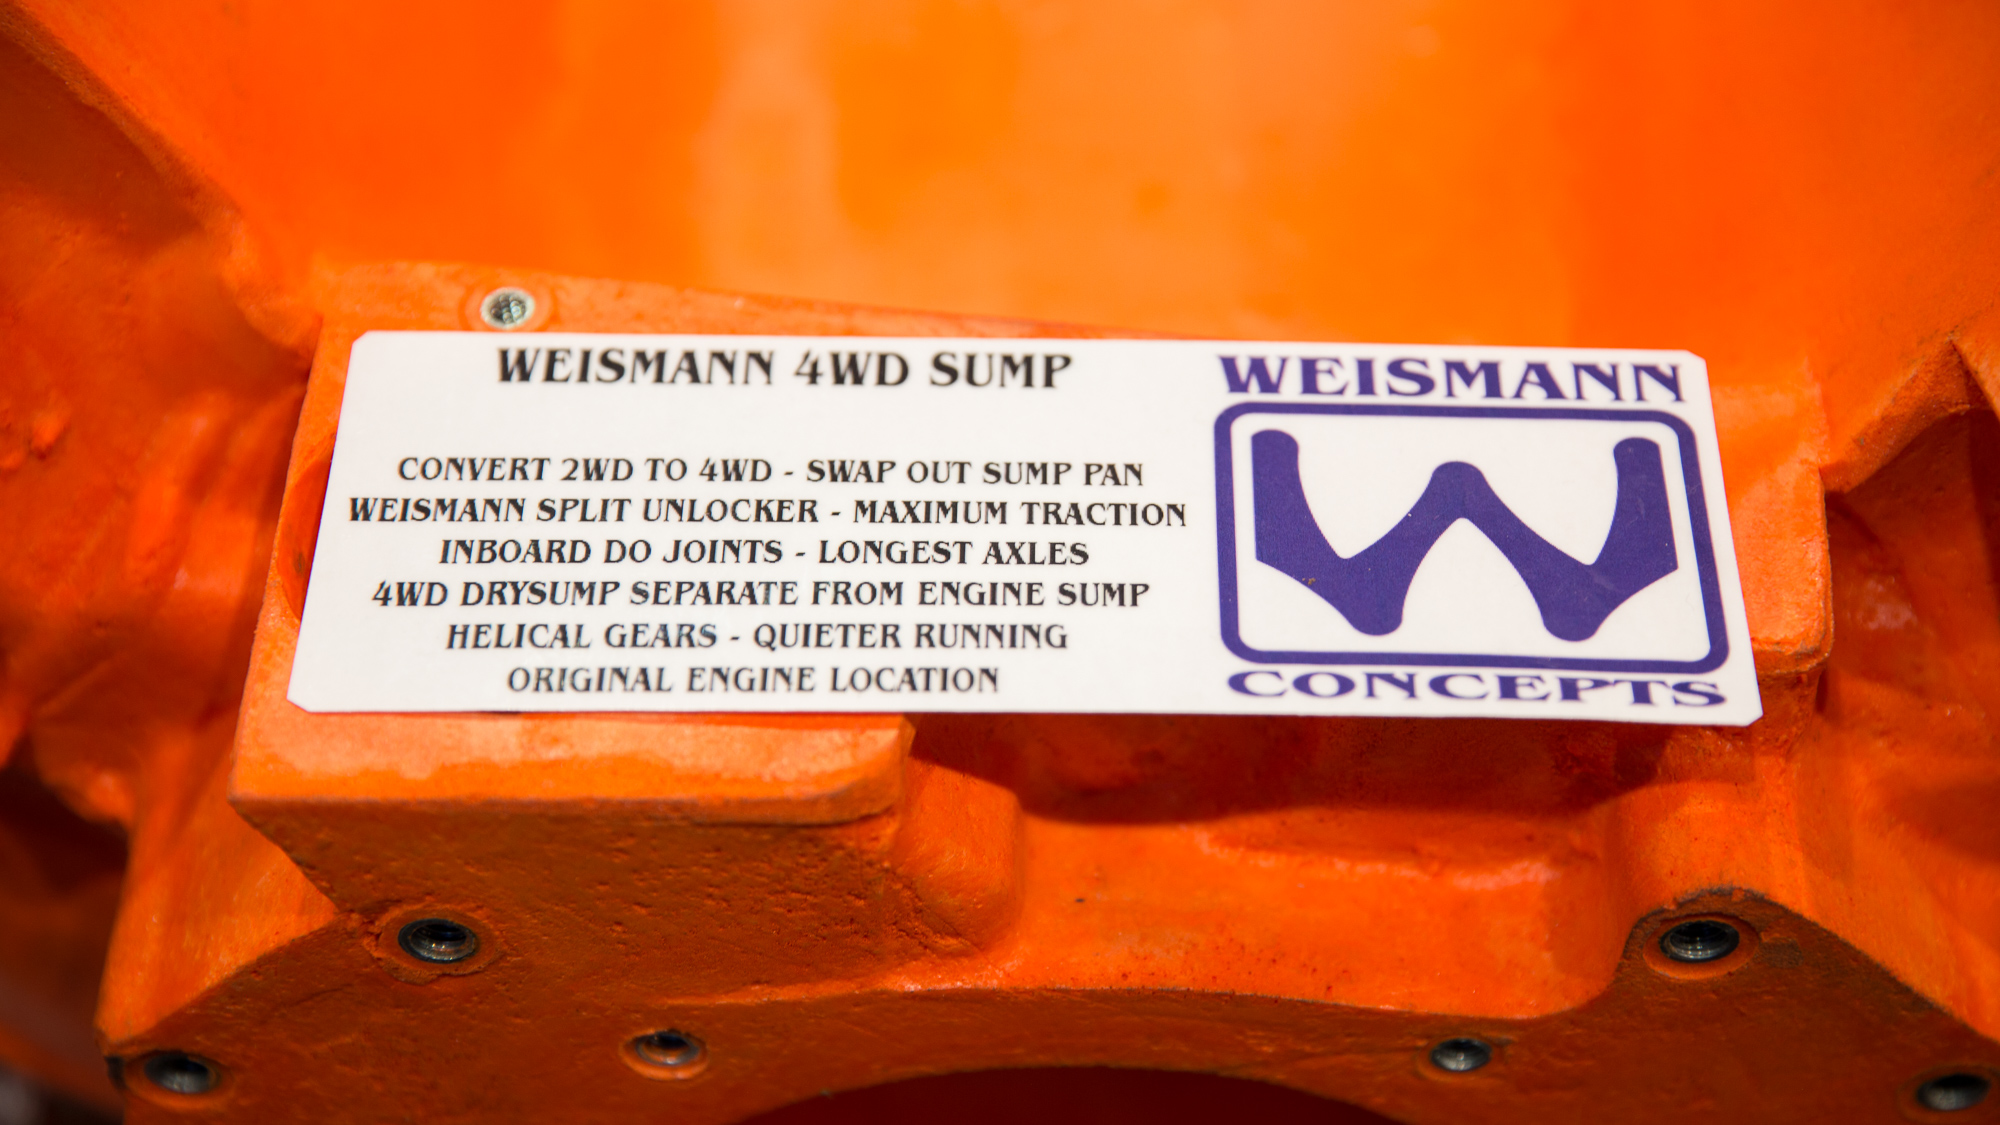 WEISMANN 4WD SUMP
CONVERT 2WD TO 4WD - SWAP OUT SUMP PAN
WEISMANN SPLIT UNLOCKER - MAXIMUM TRACTION
INBOARD DO JOINTS - LONGEST AXLES
4WD DRYSUMP SEPARATE FROM ENGINE SUMP
HELICAL GEARS - QUIETER RUNNING
ORIGINAL ENGINE LOCATION
WEISMANN
W
CONCEPTS